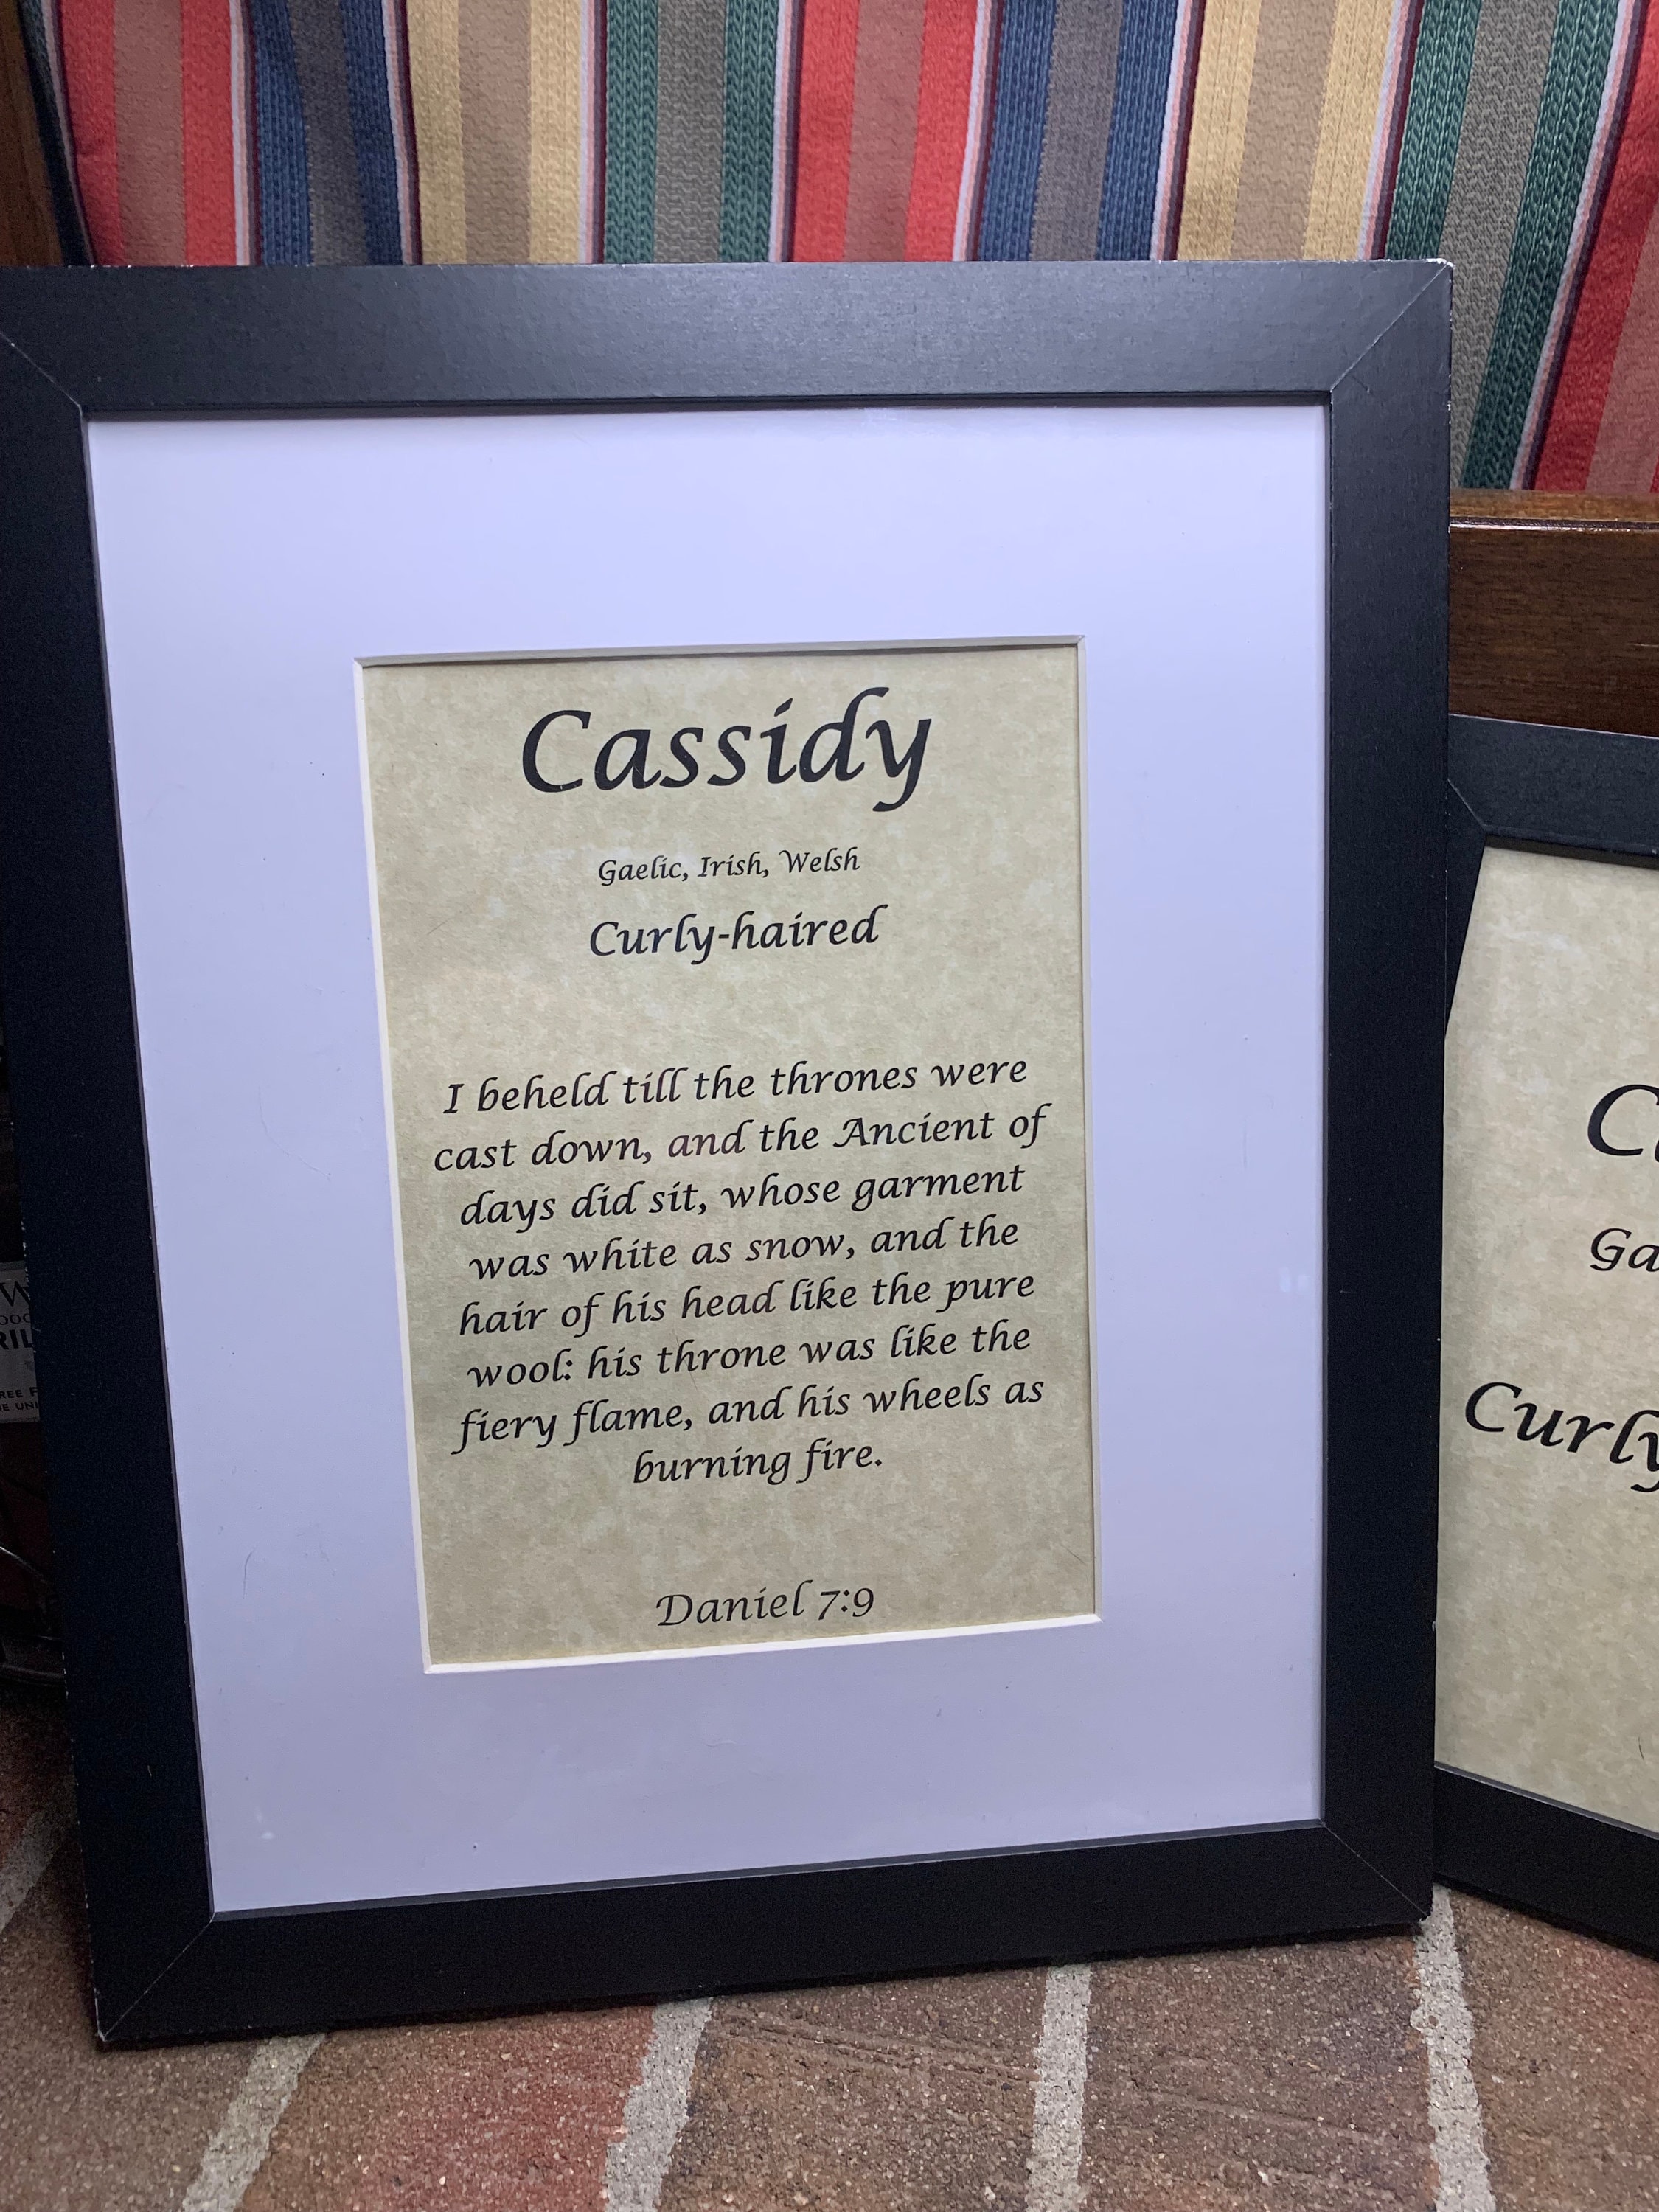 Cassidy
Gaelic, Irish, Welsh
Curly-haired
I beheld till the thrones were
cast down, and the Ancient of
days did sit, whose garment
was white as snow, and the
hair of his head like the pure
wool: his throne was like the
fiery flame, and his wheels as
burning fire.
Daniel 7:9
C
Ga
Curly